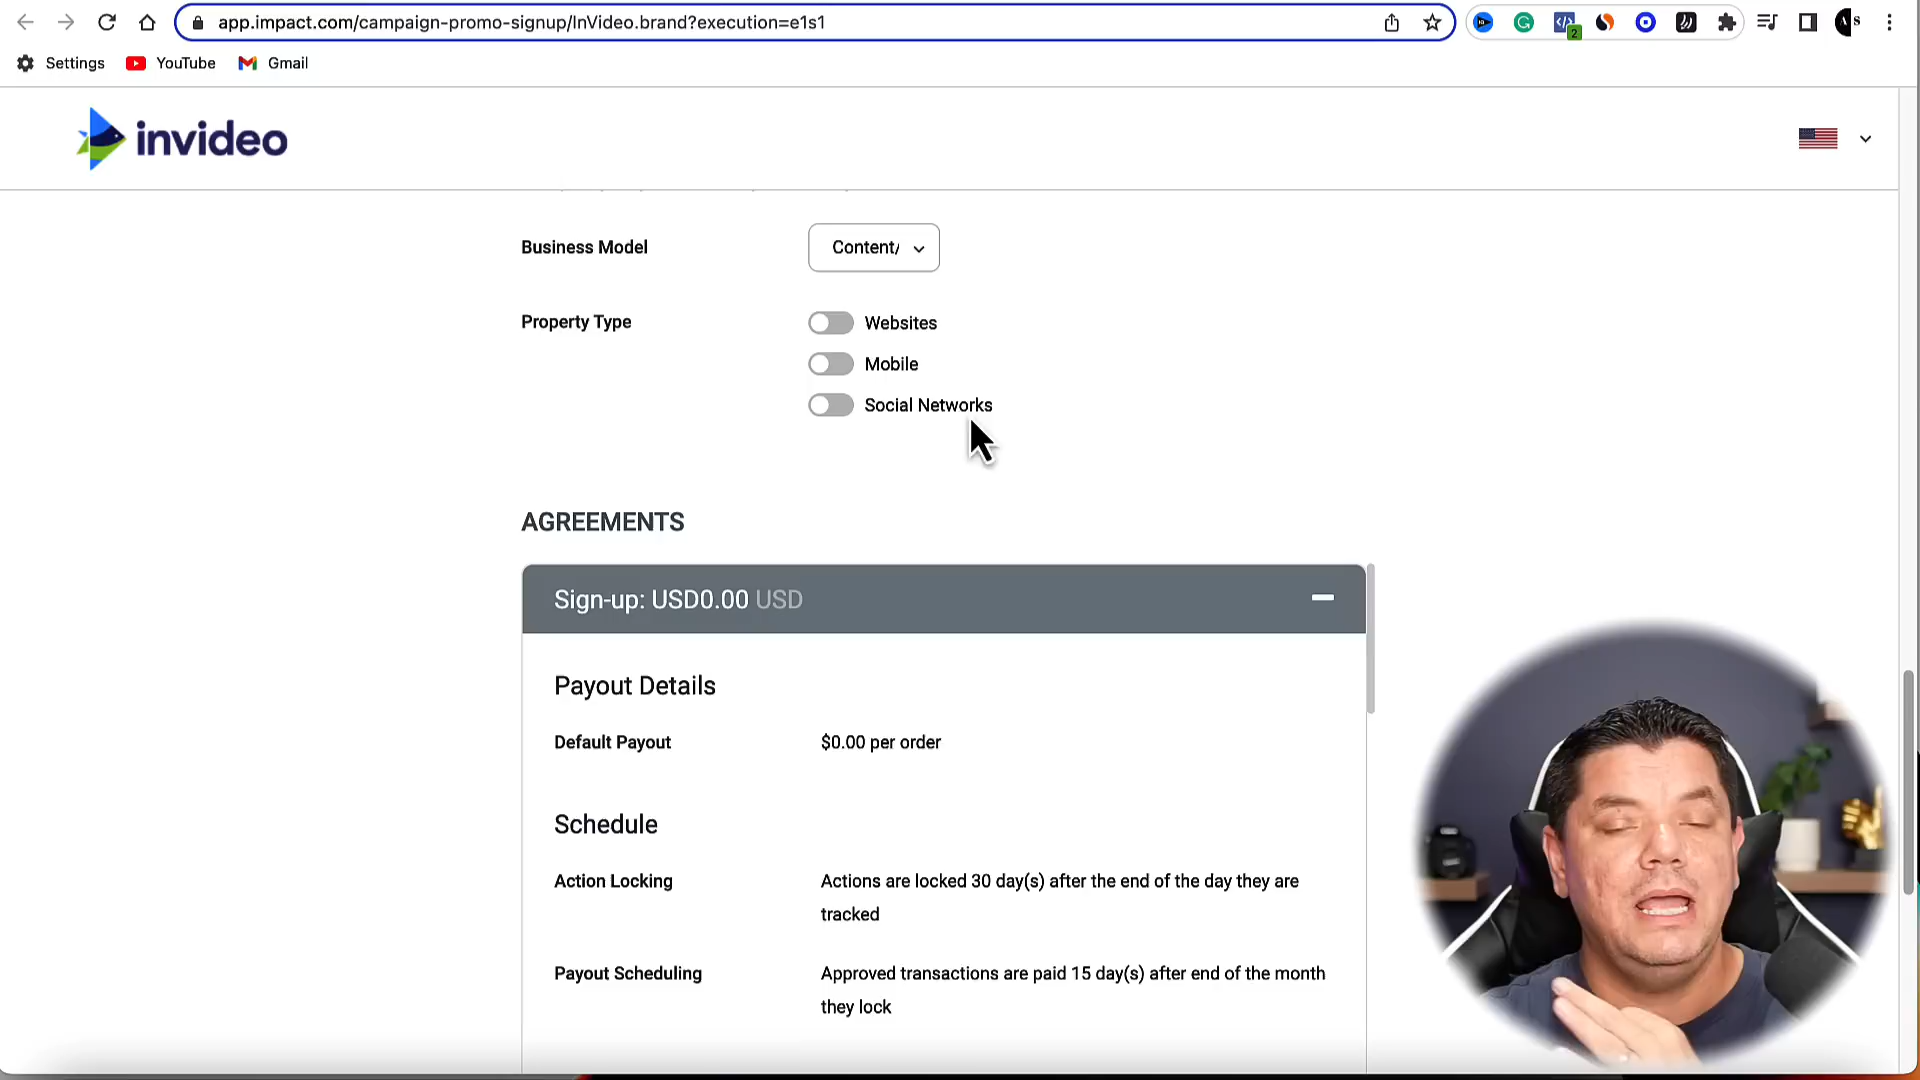 app.impact.com/campaign-promo-signup/InVideo.brand?execution=e1s1
2
Settings
YouTube
Gmail
invideo
Business Model
Content/
Property Type
Websites
Mobile
Social Networks
AGREEMENTS
Sign-up: USD0.00 USD
Payout Details
Default Payout
$0.00 per order
Schedule
Action Locking
Actions are locked 30 day(s) after the end of the day they are
tracked
Payout Scheduling
Approved transactions are paid 15 day(s) after end of the month
they lock